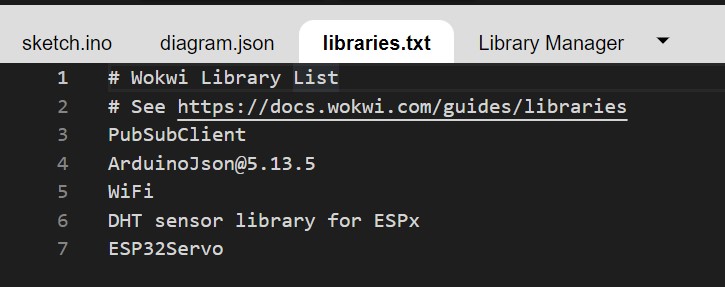 sketch.ino diagram.json libraries.txt Library Manager
1 # Wokwi Library List
2 # See https://docs.wokwi.com/guides/libraries
3 PubSubClient
4 ArduinoJson@5.13.5
5 WiFi
6 DHT sensor library for ESPx
7 ESP32Servo